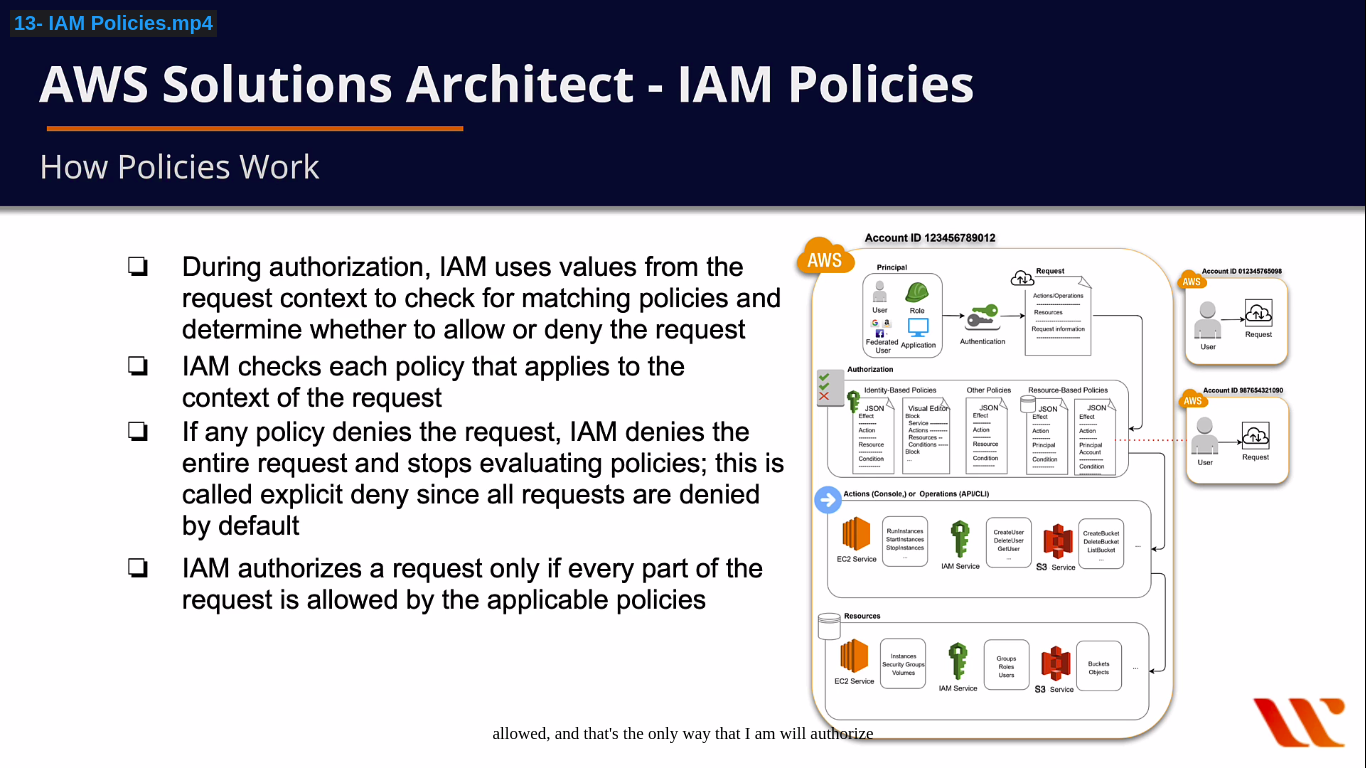 13- IAM Policies.mp4
AWS Solutions Architect - IAM Policies
How Policies Work
❏ During authorization, IAM uses values from the
request context to check for matching policies and
determine whether to allow or deny the request
❏ IAM checks each policy that applies to the
context of the request
❏ If any policy denies the request, IAM denies the
entire request and stops evaluating policies; this is
called explicit deny since all requests are denied
by default
❏ IAM authorizes a request only if every part of the
request is allowed by the applicable policies
Account ID 123456789012
AWS
Principal
User
Role
Federated
User
Application
Authentication
Request
Actions/Operations
Resources
Request information
Authorization
Identity-Based Policies
Other Policies
Resource-Based Policies
JSON
Effect
Action
Resource
Condition
Visual Editor
Block
Service
Actions
Resources
Conditions
Block
...
JSON
Effect
Action
Resource
Condition
JSON
Effect
Action
Principal
Condition
JSON
Effect
Action
Principal
Account
Condition
Actions (Console,) or Operations (API/CLI)
EC2 Service
RunInstances
StartInstances
StopInstances
...
IAM Service
CreateUser
DeleteUser
GetUser
...
S3 Service
CreateBucket
DeleteBucket
ListBucket
...
...
Resources
EC2 Service
Instances
Security Groups
Volumes
IAM Service
Groups
Roles
Users
S3 Service
Buckets
Objects
...
Account ID 012345765098
AWS
User
Request
Account ID 987654321090
AWS
User
Request
allowed, and that's the only way that I am will authorize